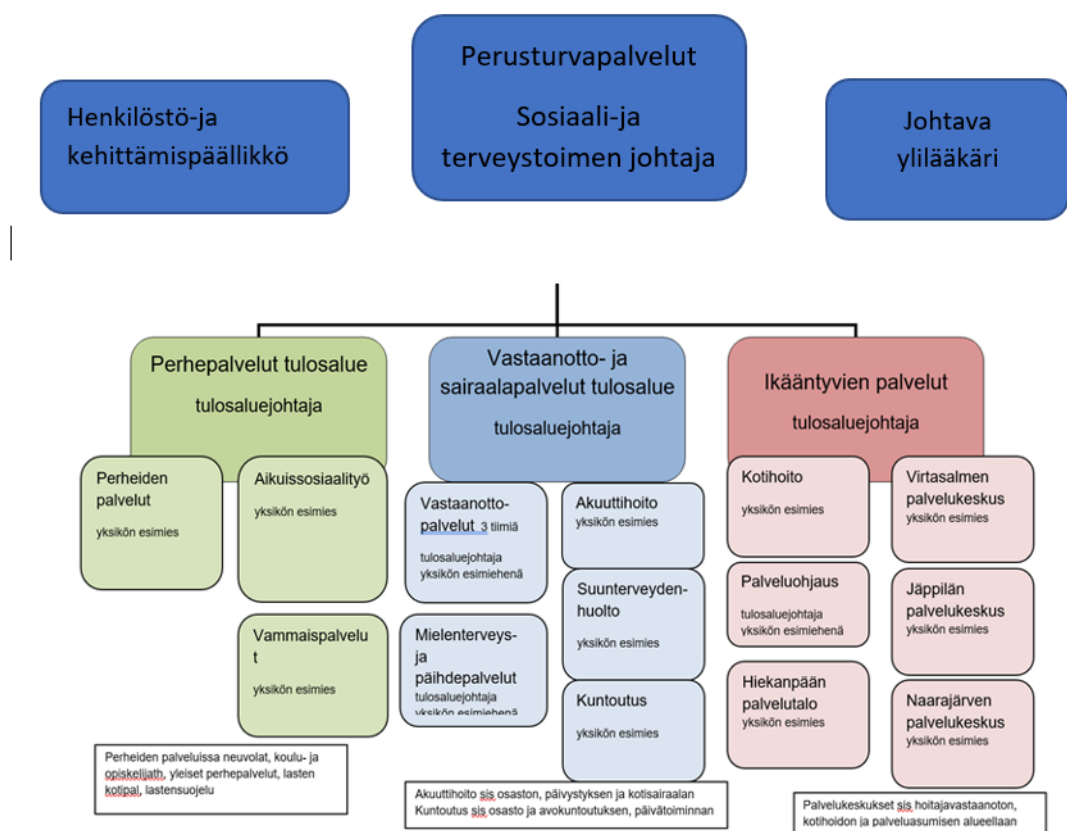 Perusturvapalvelut
Sosiaali-ja
terveystoimen johtaja
Henkilöstö-ja
kehittämispäällikkö
Johtava
ylilääkäri
Perhepalvelut tulosalue
tulosaluejohtaja
Perheiden
palvelut
yksikön esimies
Aikuissosiaalityö
yksikön esimies
Vammaispalvelu
t
yksikön esimies
Perheiden palveluissa neuvolat, koulu- ja
opiskelijath, yleiset perhepalvelut, lasten
kotipal, lastensuojelu
Vastaanotto- ja
sairaalapalvelut tulosalue
tulosaluejohtaja
Vastaanotto-
palvelut 3 tiimiä
tulosaluejohtaja
yksikön esimiehenä
Mielenterveys-
ja
päihdepalvelut
tulosaluejohtaja
yksikön esimiehenä
Akuuttihoito
yksikön esimies
Suunterveyden-
huolto
yksikön esimies
Kuntoutus
yksikön esimies
Akuuttihoito sis osaston, päivystyksen ja kotisairaalan
Kuntoutus sis osasto ja avokuntoutuksen, päivätoiminnan
Ikääntyvien palvelut
tulosaluejohtaja
Kotihoito
yksikön esimies
Palveluohjaus
tulosaluejohtaja
yksikön esimiehenä
Hiekanpään
palvelutalo
yksikön esimies
Virtasalmen
palvelukeskus
yksikön esimies
Jäppilän
palvelukeskus
yksikön esimies
Naarajärven
palvelukeskus
yksikön esimies
Palvelukeskukset sis hoitajavastaanoton,
kotihoidon ja palveluasumisen alueellaan